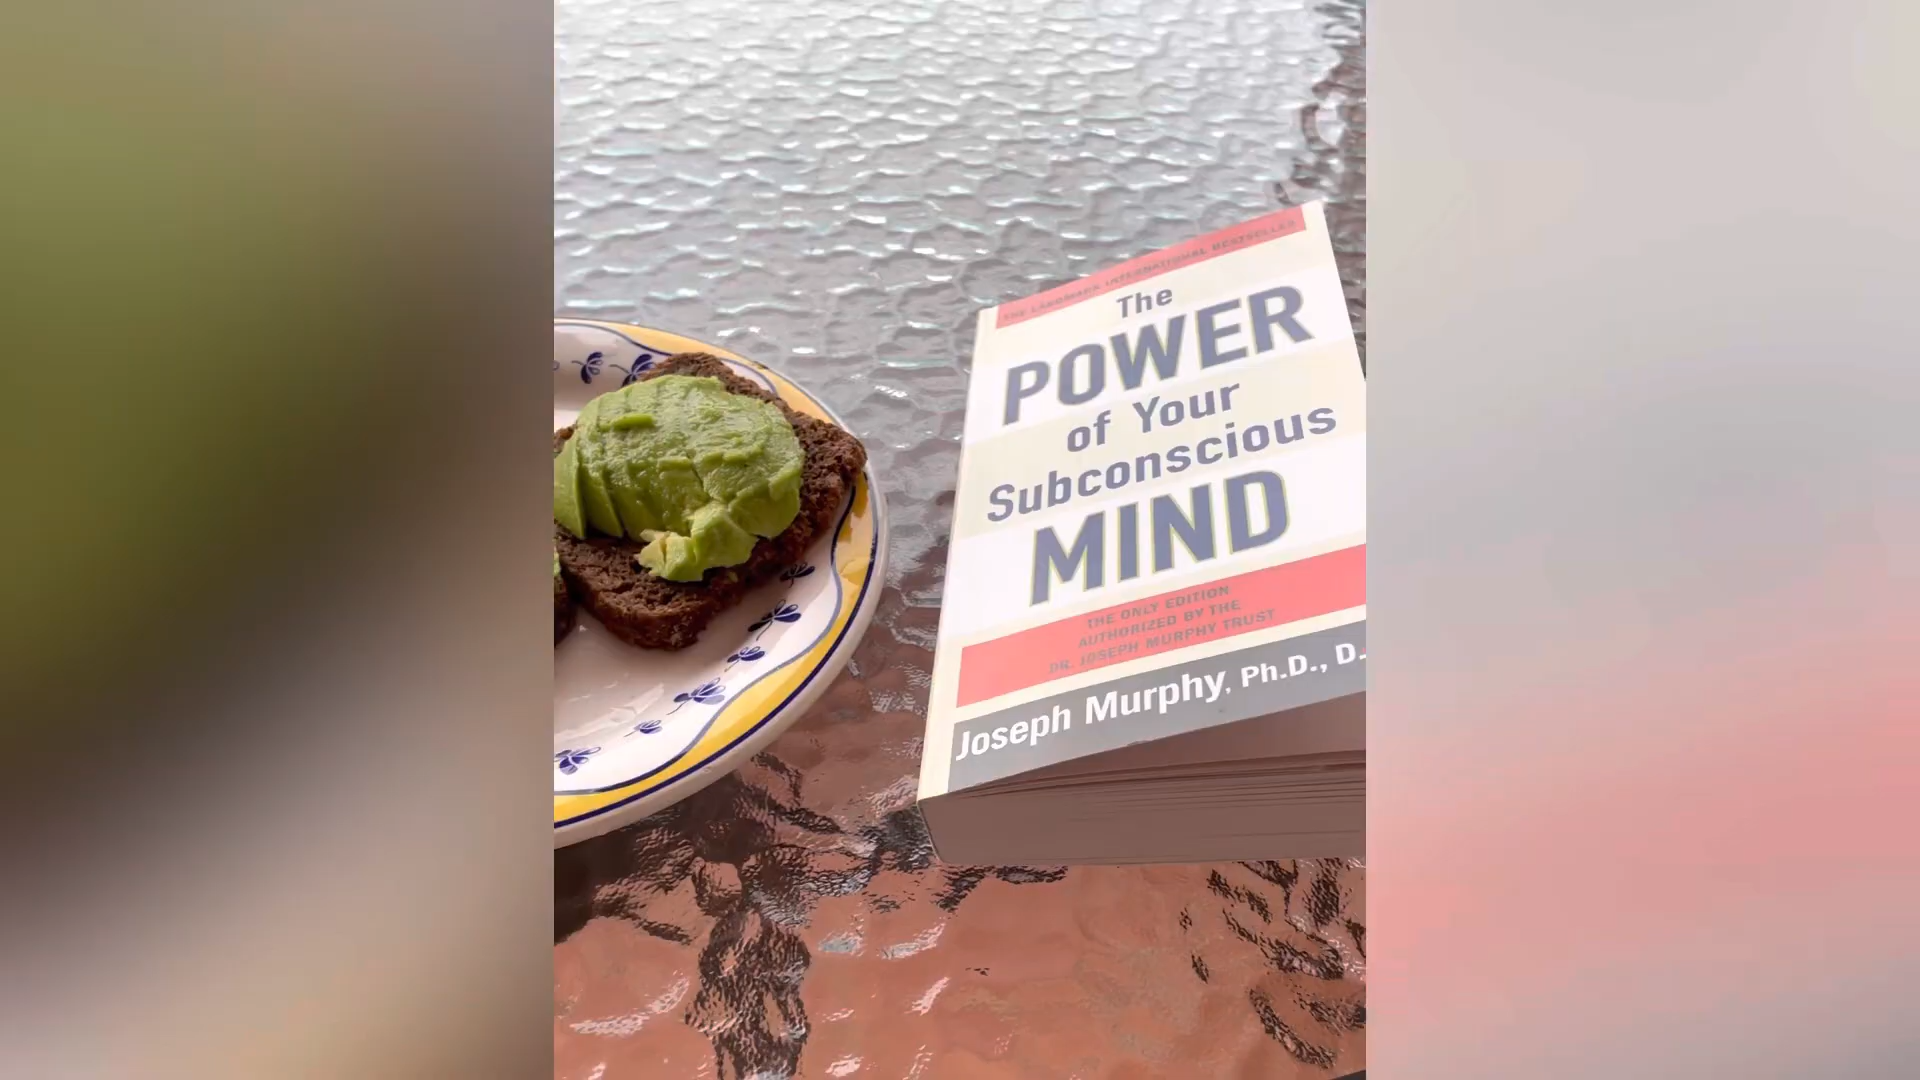 THE LANDMARK INTERNATIONAL BESTSELLER
The
POWER
of Your
Subconscious
MIND
THE ONLY EDITION
AUTHORIZED BY THE
DR. JOSEPH MURPHY TRUST
Joseph Murphy, Ph.D., D.